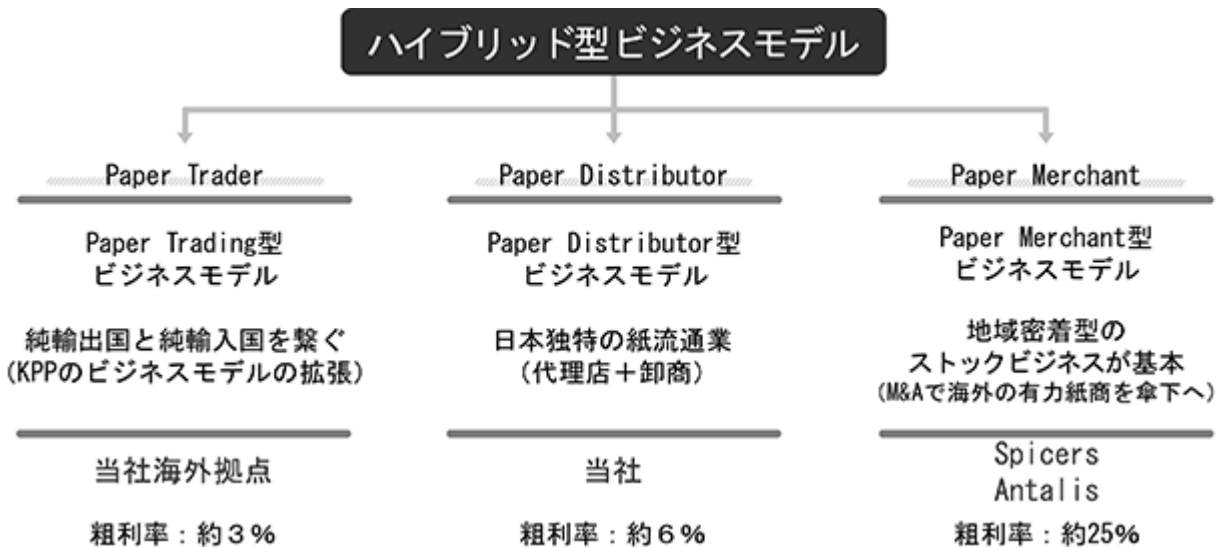 ハイブリッド型ビジネスモデル
Paper Trader
Paper Trading型
ビジネスモデル
純輸出国と純輸入国を繋ぐ
(KPPのビジネスモデルの拡張)
当社海外拠点
粗利率：約３％
Paper Distributor
Paper Distributor型
ビジネスモデル
日本独特の紙流通業
(代理店＋卸商)
当社
粗利率：約６％
Paper Merchant
Paper Merchant型
ビジネスモデル
地域密着型の
ストックビジネスが基本
(M&Aで海外の有力紙商を傘下へ)
Spicers
Antalis
粗利率：約25％